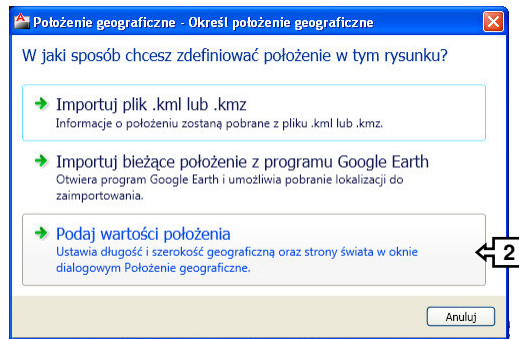 Położenie geograficzne - Określ położenie geograficzne
W jaki sposób chcesz zdefiniować położenie w tym rysunku?
Importuj plik .kml lub .kmz
Informacje o położeniu zostaną pobrane z pliku .kml lub .kmz.
Importuj bieżące położenie z programu Google Earth
Otwiera program Google Earth i umożliwia pobranie lokalizacji do
zaimportowania.
Podaj wartości położenia
Ustawia długość i szerokość geograficzną oraz strony świata w oknie
dialogowym Położenie geograficzne.
2
Anuluj